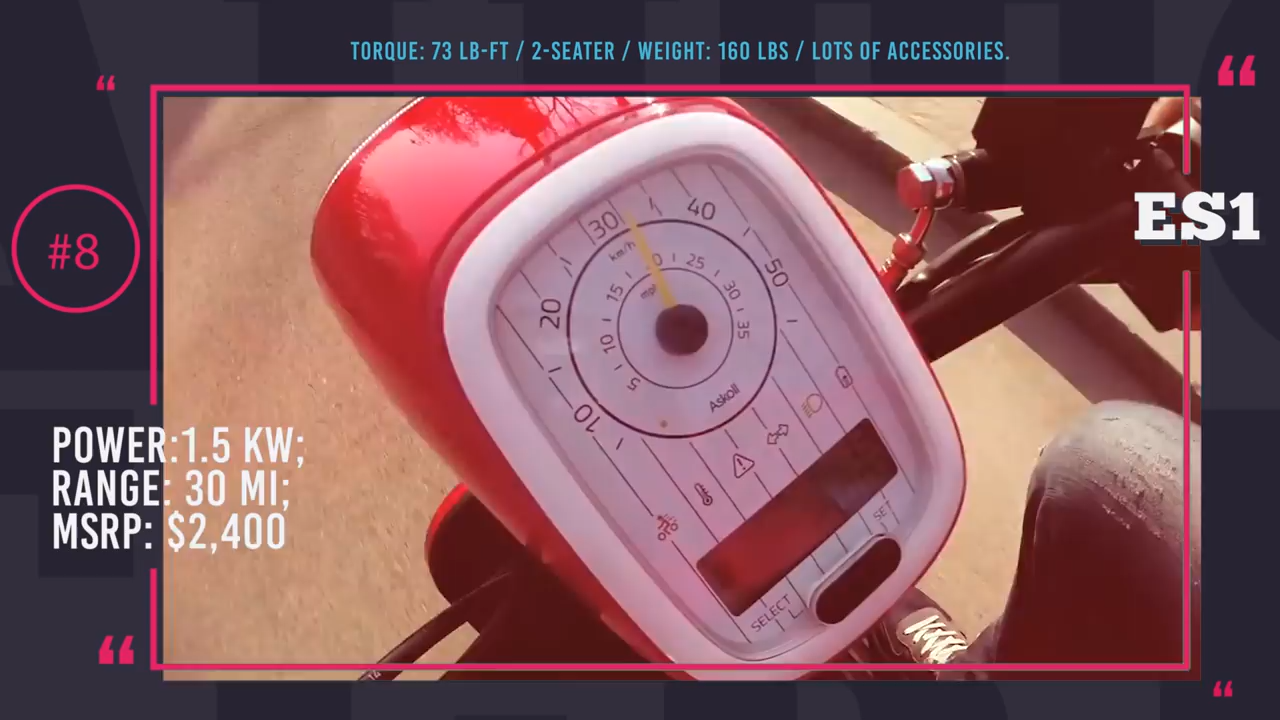 TORQUE: 73 LB-FT / 2-SEATER / WEIGHT: 160 LBS / LOTS OF ACCESSORIES.
“
“
#8
ES1
POWER:1.5 KW;
RANGE: 30 MI;
MSRP: $2,400
10
20
30
40
50
km/h
5
10
15
25
30
35
Askoll
SET
SELECT
“
“